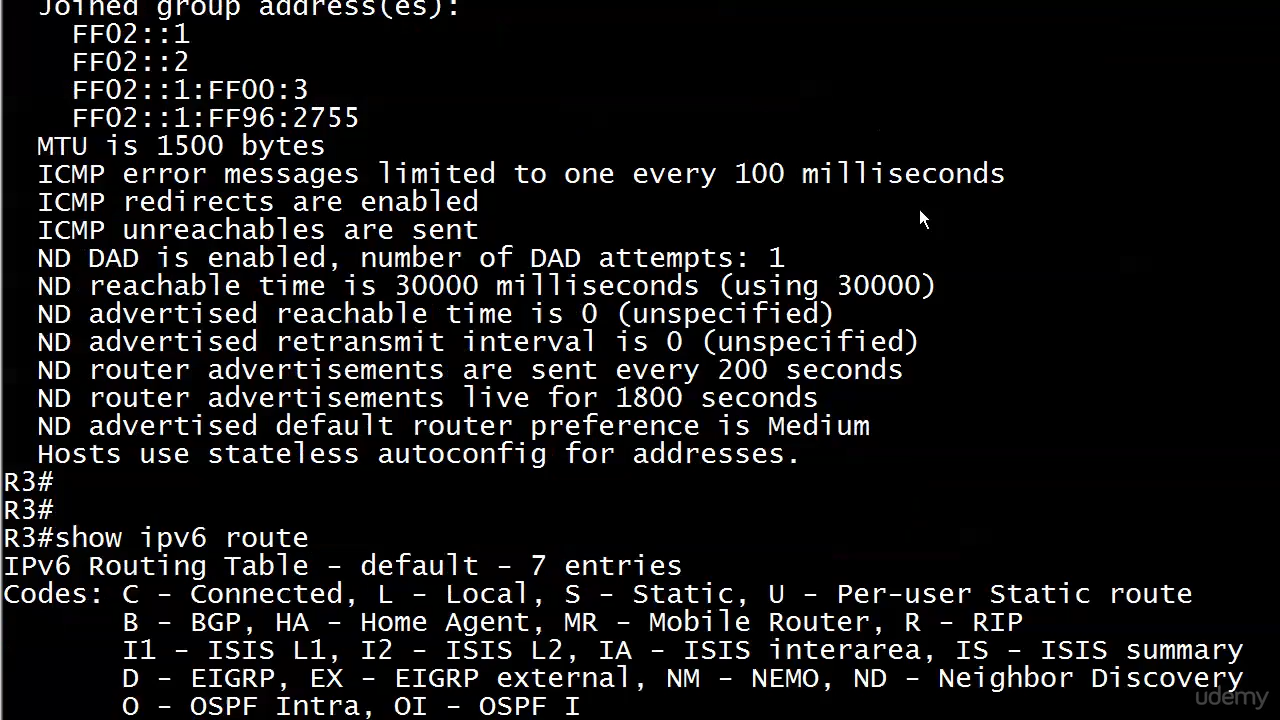 Joined group address(es):
FF02::1
FF02::2
FF02::1:FF00:3
FF02::1:FF96:2755
MTU is 1500 bytes
ICMP error messages limited to one every 100 milliseconds
ICMP redirects are enabled
ICMP unreachables are sent
ND DAD is enabled, number of DAD attempts: 1
ND reachable time is 30000 milliseconds (using 30000)
ND advertised reachable time is 0 (unspecified)
ND advertised retransmit interval is 0 (unspecified)
ND router advertisements are sent every 200 seconds
ND router advertisements live for 1800 seconds
ND advertised default router preference is Medium
Hosts use stateless autoconfig for addresses.
R3#
R3#
R3#show ipv6 route
IPv6 Routing Table - default - 7 entries
Codes: C - Connected, L - Local, S - Static, U - Per-user Static route
B - BGP, HA - Home Agent, MR - Mobile Router, R - RIP
I1 - ISIS L1, I2 - ISIS L2, IA - ISIS interarea, IS - ISIS summary
D - EIGRP, EX - EIGRP external, NM - NEMO, ND - Neighbor Discovery
O - OSPF Intra, OI - OSPF I
udemy